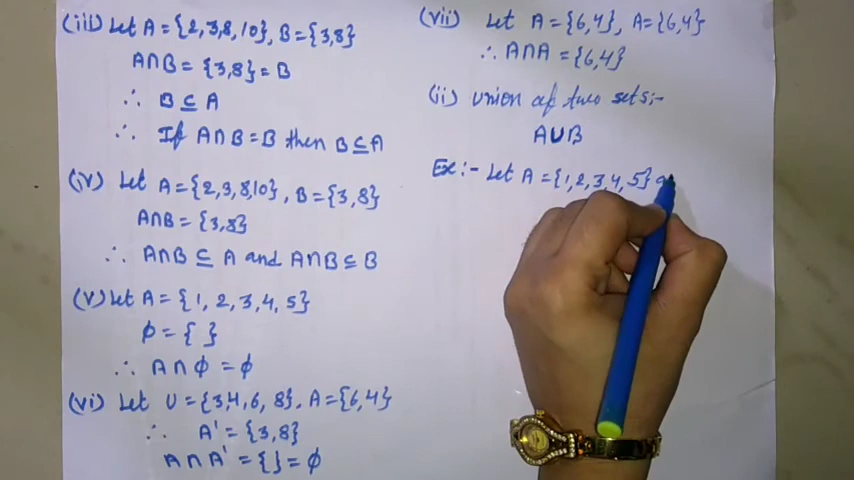 (iii) Let A = {2,3,8,10}, B = {3,8}
A∩B = {3,8} = B
∴ B ⊆ A
∴ If A∩B = B then B ⊆ A
(iv) Let A = {2,3,8,10}, B = {3,8}
A∩B = {3,8}
∴ A∩B ⊆ A and A∩B ⊆ B
(v) Let A = {1, 2, 3, 4, 5}
ϕ = { }
∴ A ∩ ϕ = ϕ
(vi) Let U = {3,4,6,8}, A = {6,4}
∴ A' = {3,8}
A ∩ A' = { } = ϕ
(vii) Let A = {6,4}, A = {6,4}
∴ A∩A = {6,4}
(ii) Union of two sets:-
A∪B
Ex:- Let A = {1,2,3,4,5}